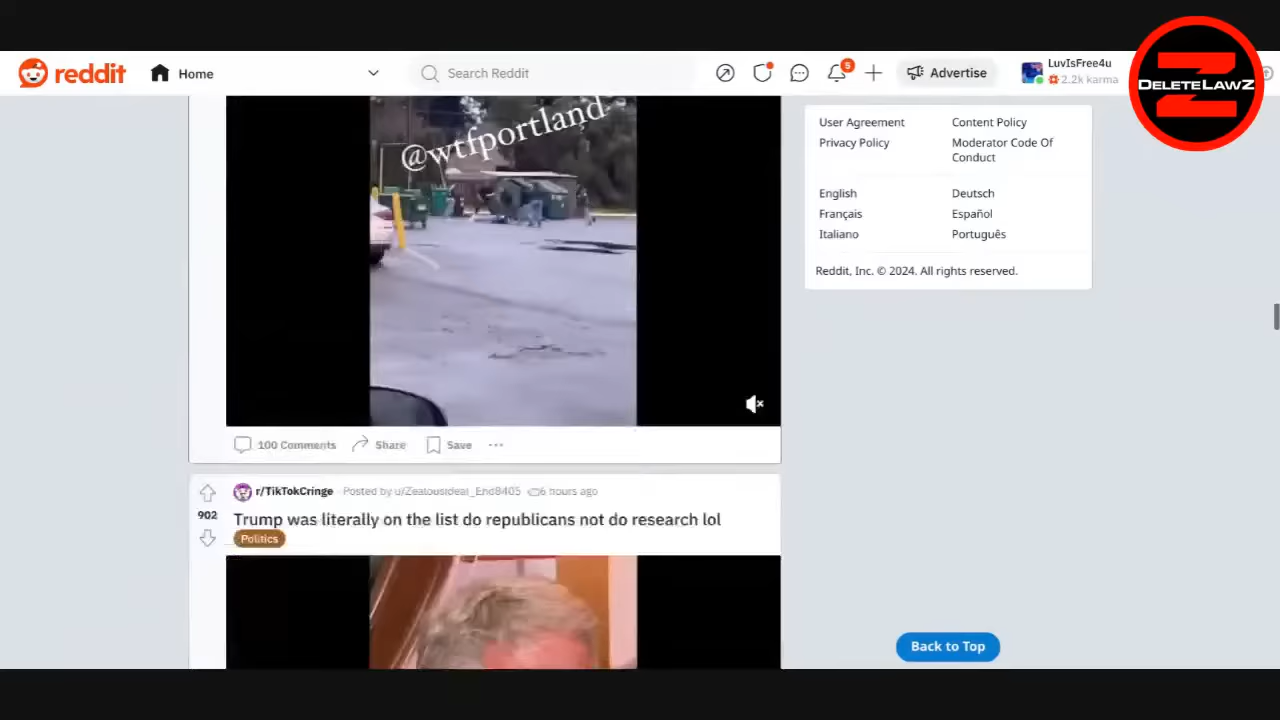 reddit
Home
Search Reddit
5
Advertise
LuvIsFree4u
2.2k karma
DELETELAWZ
@wtfportland
User Agreement
Content Policy
Privacy Policy
Moderator Code Of
Conduct
English
Deutsch
Français
Español
Italiano
Português
Reddit, Inc. © 2024. All rights reserved.
100 Comments
Share
Save
r/TikTokCringe
Posted by u/Zealousideal_End8405
6 hours ago
902
Trump was literally on the list do republicans not do research lol
Politics
Back to Top